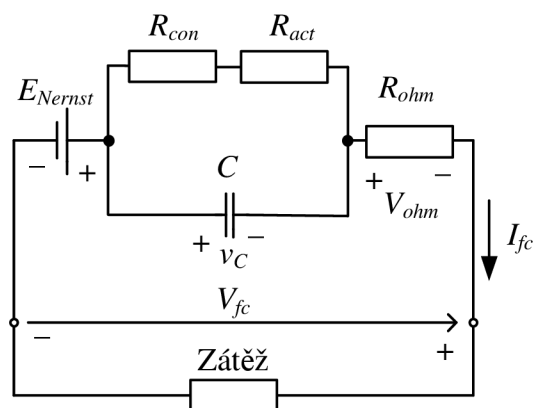 R_con R_act
E_Nernst R_ohm
− + C + −
V_ohm
+ v_C −
I_fc
V_fc
− +
Zátěž